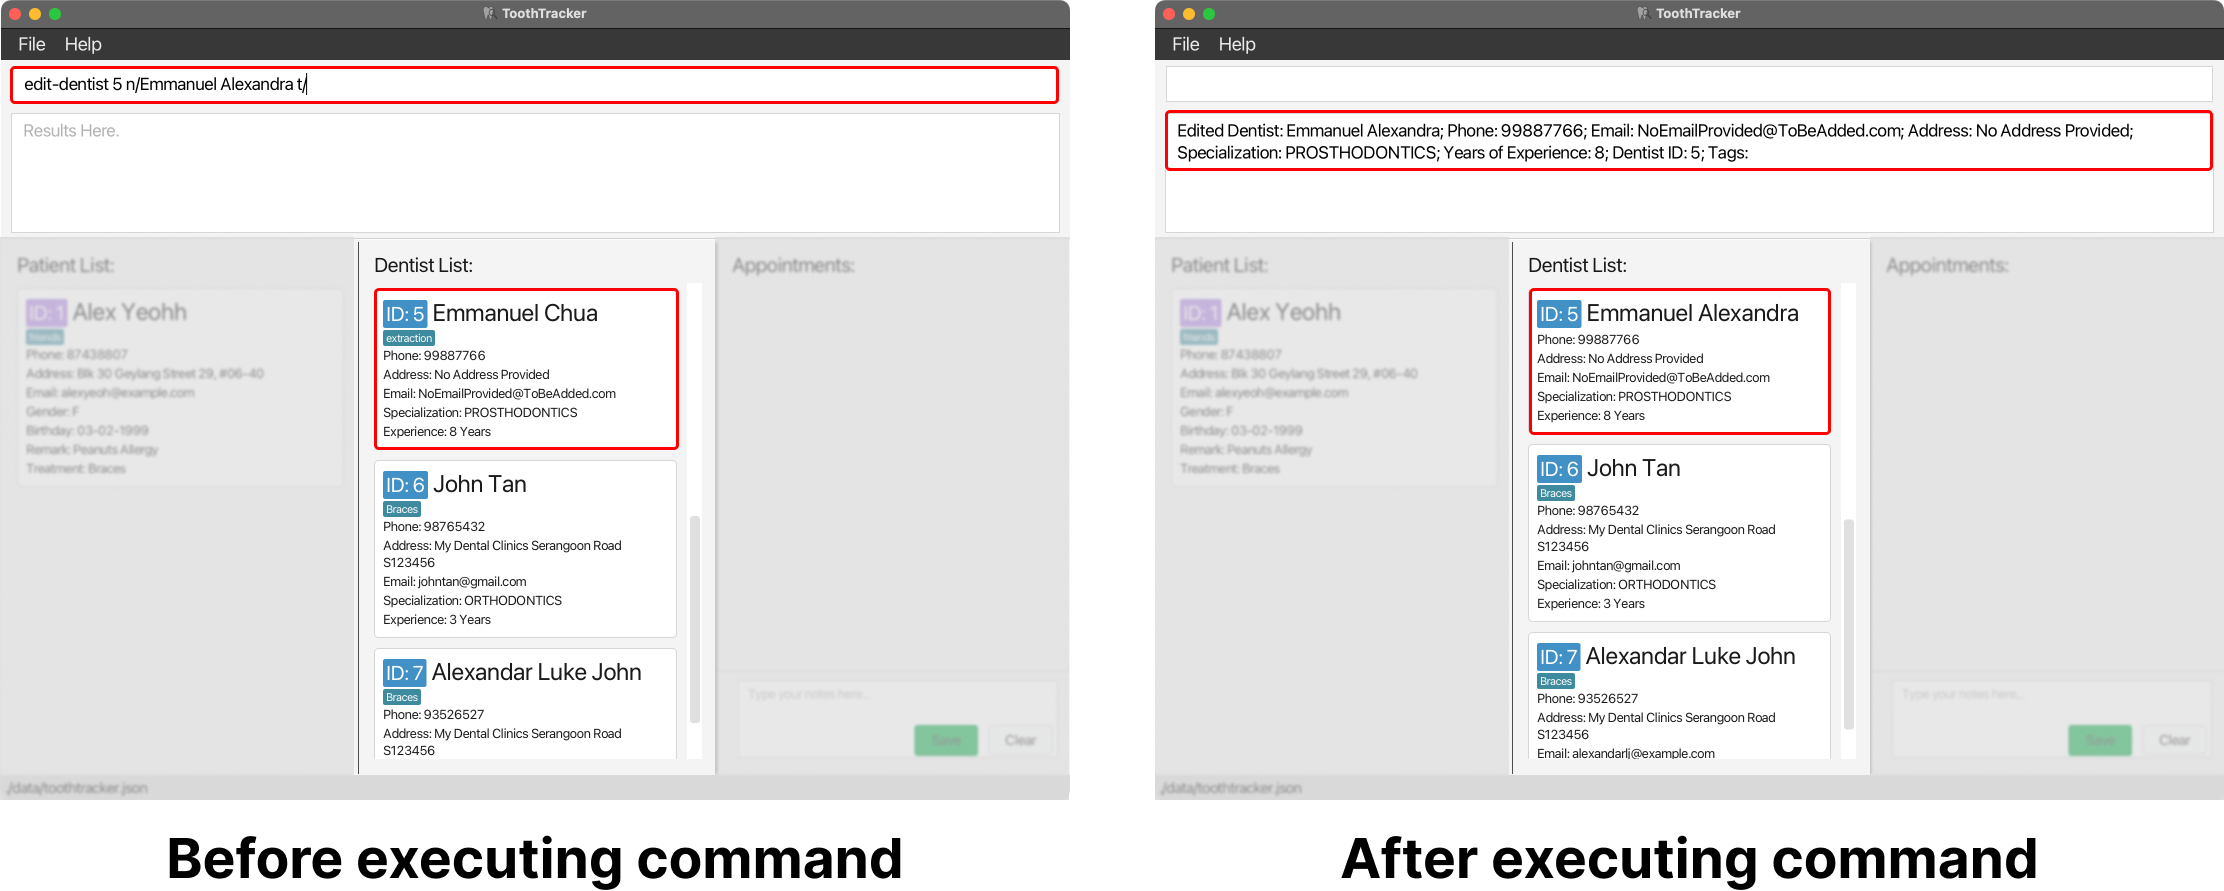 ToothTracker
File Help
edit-dentist 5 n/Emmanuel Alexandra t/
Results Here.
Patient List:
ID: 1 Alex Yeohh
friends
Phone: 87438807
Address: Blk 30 Geylang Street 29, #06-40
Email: alexyeoh@example.com
Gender: F
Birthday: 03-02-1999
Remark: Peanuts Allergy
Treatment: Braces
Dentist List:
ID: 5 Emmanuel Chua
extraction
Phone: 99887766
Address: No Address Provided
Email: NoEmailProvided@ToBeAdded.com
Specialization: PROSTHODONTICS
Experience: 8 Years
ID: 6 John Tan
Braces
Phone: 98765432
Address: My Dental Clinics Serangoon Road
S123456
Email: johntan@gmail.com
Specialization: ORTHODONTICS
Experience: 3 Years
ID: 7 Alexandar Luke John
Braces
Phone: 93526527
Address: My Dental Clinics Serangoon Road
S123456
Appointments:
Type your notes here...
Save Clear
./data/toothtracker.json
Before executing command
ToothTracker
File Help
Edited Dentist: Emmanuel Alexandra; Phone: 99887766; Email: NoEmailProvided@ToBeAdded.com; Address: No Address Provided;
Specialization: PROSTHODONTICS; Years of Experience: 8; Dentist ID: 5; Tags:
Patient List:
ID: 1 Alex Yeohh
friends
Phone: 87438807
Address: Blk 30 Geylang Street 29, #06-40
Email: alexyeoh@example.com
Gender: F
Birthday: 03-02-1999
Remark: Peanuts Allergy
Treatment: Braces
Dentist List:
ID: 5 Emmanuel Alexandra
Phone: 99887766
Address: No Address Provided
Email: NoEmailProvided@ToBeAdded.com
Specialization: PROSTHODONTICS
Experience: 8 Years
ID: 6 John Tan
Braces
Phone: 98765432
Address: My Dental Clinics Serangoon Road
S123456
Email: johntan@gmail.com
Specialization: ORTHODONTICS
Experience: 3 Years
ID: 7 Alexandar Luke John
Braces
Phone: 93526527
Address: My Dental Clinics Serangoon Road
S123456
Email: alexandarlj@example.com
Appointments:
Type your notes here...
Save Clear
./data/toothtracker.json
After executing command